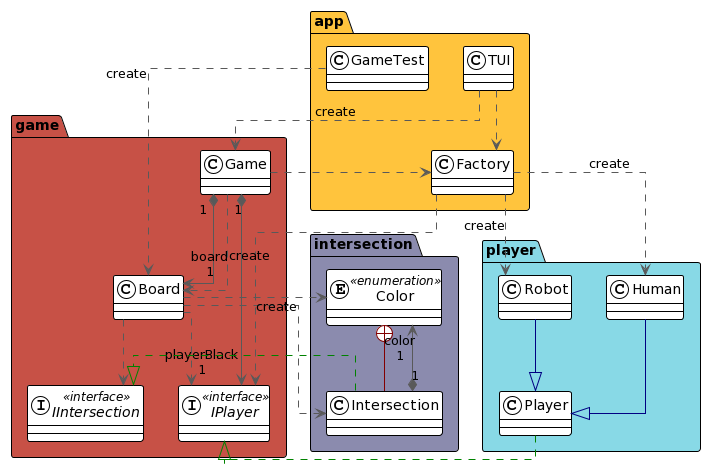 app
C GameTest
C TUI
create
create
game
C Game
C Factory
create
1
1
create
intersection
player
board
1
create
C Board
E «enumeration»
Color
C Robot
C Human
create
color
1
playerBlack
1
1
I «interface»
IIntersection
I «interface»
IPlayer
C Intersection
C Player